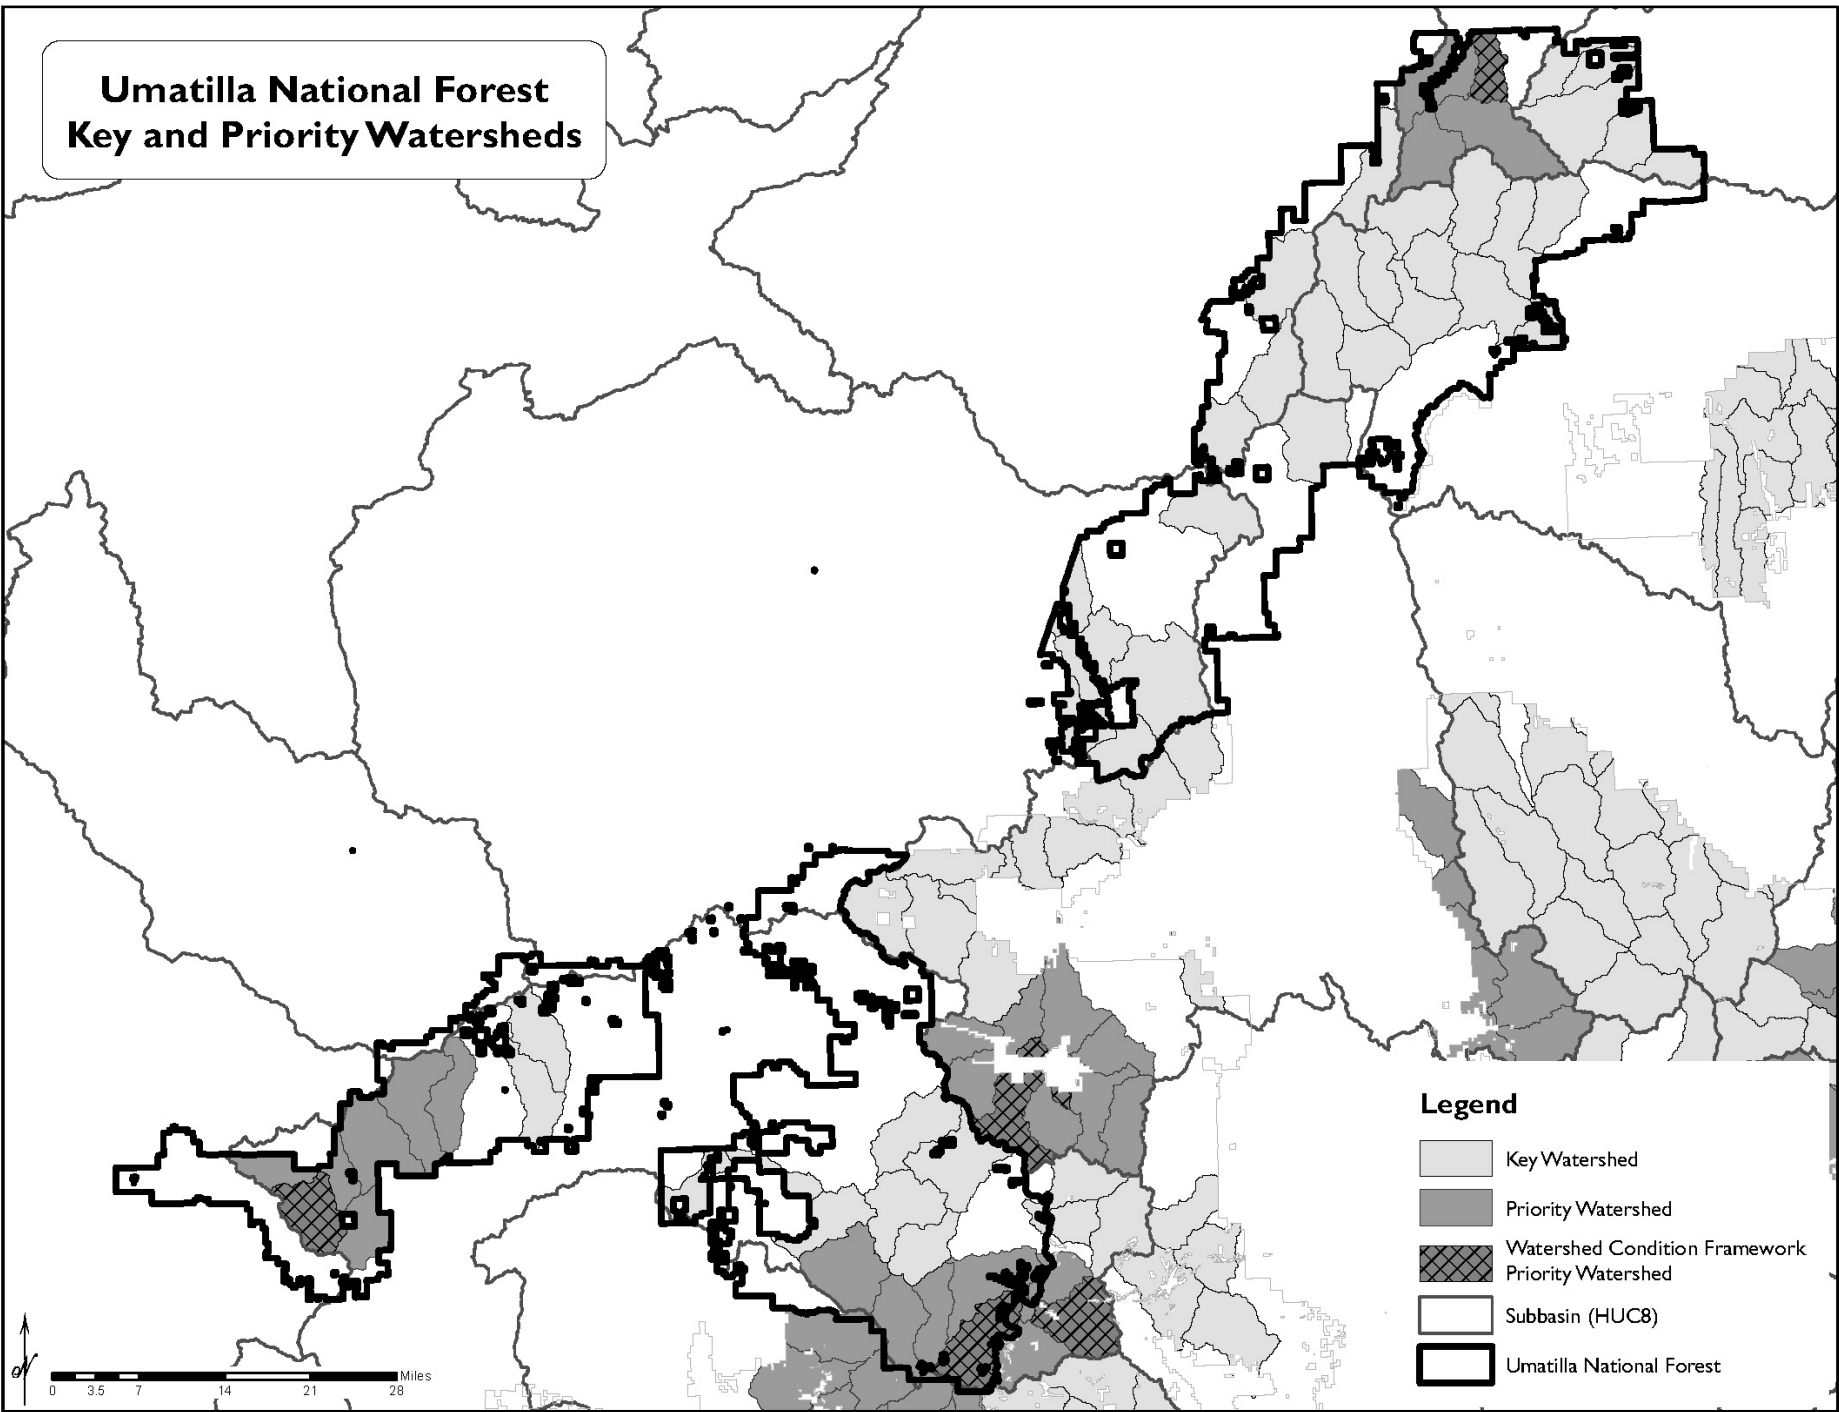 Umatilla National Forest
Key and Priority Watersheds
Legend
Key Watershed
Priority Watershed
Watershed Condition Framework
Priority Watershed
Subbasin (HUC8)
Umatilla National Forest
N
Miles
0 3.5 7 14 21 28